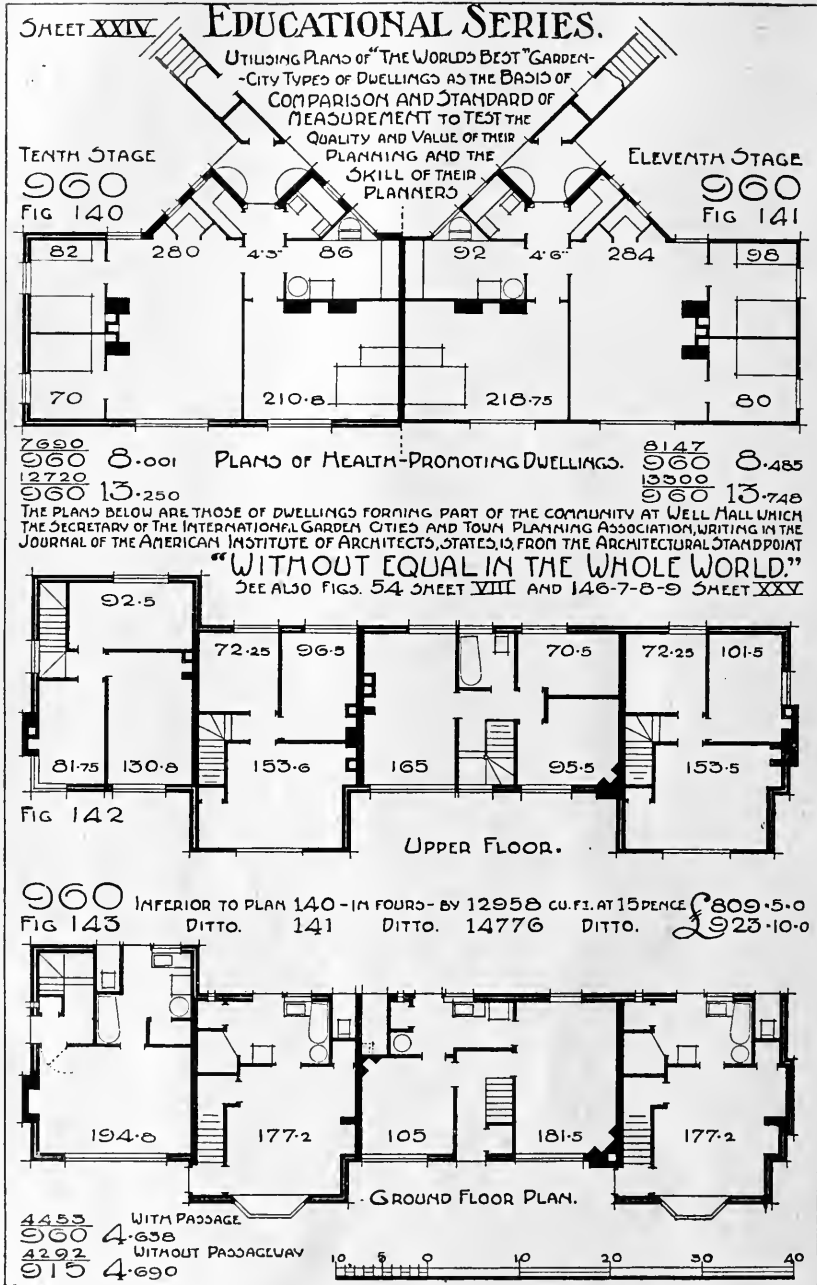 SHEET XXIV
EDUCATIONAL SERIES.
UTILISING PLANS OF "THE WORLDS BEST" GARDEN-
-CITY TYPES OF DWELLINGS AS THE BASIS OF
COMPARISON AND STANDARD OF
MEASUREMENT TO TEST THE
QUALITY AND VALUE OF THEIR
PLANNING AND THE
SKILL OF THEIR
PLANNERS
TENTH STAGE
960
FIG 140
ELEVENTH STAGE
960
FIG 141
82 280 4'3" 86 92 4'6" 284 98
70 210.8 218.75 80
7690
960 8.001
12720
960 13.250
PLANS OF HEALTH-PROMOTING DWELLINGS.
8147
960 8.485
13300
960 13.748
THE PLANS BELOW ARE THOSE OF DWELLINGS FORMING PART OF THE COMMUNITY AT WELL HALL WHICH
THE SECRETARY OF THE INTERNATIONAL GARDEN CITIES AND TOWN PLANNING ASSOCIATION, WRITING IN THE
JOURNAL OF THE AMERICAN INSTITUTE OF ARCHITECTS, STATES, IS, FROM THE ARCHITECTURAL STANDPOINT
"WITHOUT EQUAL IN THE WHOLE WORLD."
SEE ALSO FIGS. 54 SHEET VIII AND 146-7-8-9 SHEET XXV
92.5
72.25 96.5 70.5 72.25 101.5
81.75 130.8 153.6 165 95.5 153.5
FIG 142
UPPER FLOOR.
960 INFERIOR TO PLAN 140 - IN FOURS - BY 12958 CU.FT. AT 15 PENCE £809.5.0
FIG 143 DITTO. 141 DITTO. 14776 DITTO. £923.10.0
194.8 177.2 105 181.5 177.2
GROUND FLOOR PLAN.
4453 WITH PASSAGE
960 4.638
4292 WITHOUT PASSAGEWAY
915 4.690
10 5 0 10 20 30 40